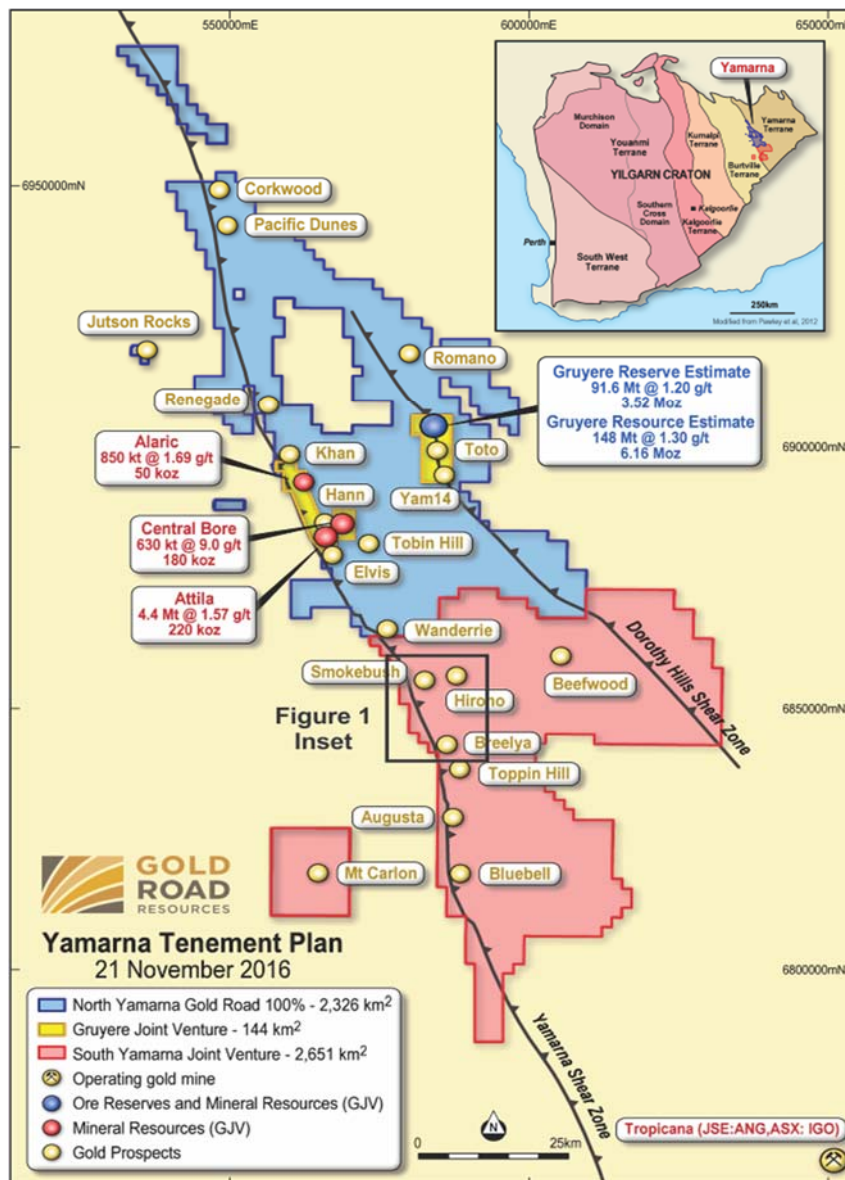 550000mE
600000mE
650000mE
6950000mN
6900000mN
6850000mN
6800000mN
Yamarna
Murchison
Domain
Youanmi
Terrane
YILGARN CRATON
Southern
Cross
Domain
South West
Terrane
Kurnalpi
Terrane
Kalgoorlie
Kalgoorlie
Terrane
Burtville
Terrane
Yamarna
Terrane
Perth
250km
Modified from Pawley et al, 2012
Corkwood
Pacific Dunes
Jutson Rocks
Romano
Renegade
Gruyere Reserve Estimate
91.6 Mt @ 1.20 g/t
3.52 Moz
Gruyere Resource Estimate
148 Mt @ 1.30 g/t
6.16 Moz
Alaric
850 kt @ 1.69 g/t
50 koz
Khan
Toto
Hann
Yam14
Central Bore
630 kt @ 9.0 g/t
180 koz
Tobin Hill
Elvis
Attila
4.4 Mt @ 1.57 g/t
220 koz
Wanderrie
Smokebush
Hirono
Beefwood
Dorothy Hills Shear Zone
Figure 1
Inset
Breelya
Toppin Hill
Augusta
Mt Carlon
Bluebell
Yamarna Shear Zone
GOLD
ROAD
RESOURCES
Yamarna Tenement Plan
21 November 2016
North Yamarna Gold Road 100% - 2,326 km²
Gruyere Joint Venture - 144 km²
South Yamarna Joint Venture - 2,651 km²
Operating gold mine
Ore Reserves and Mineral Resources (GJV)
Mineral Resources (GJV)
Gold Prospects
N
0
25km
Tropicana (JSE:ANG,ASX: IGO)